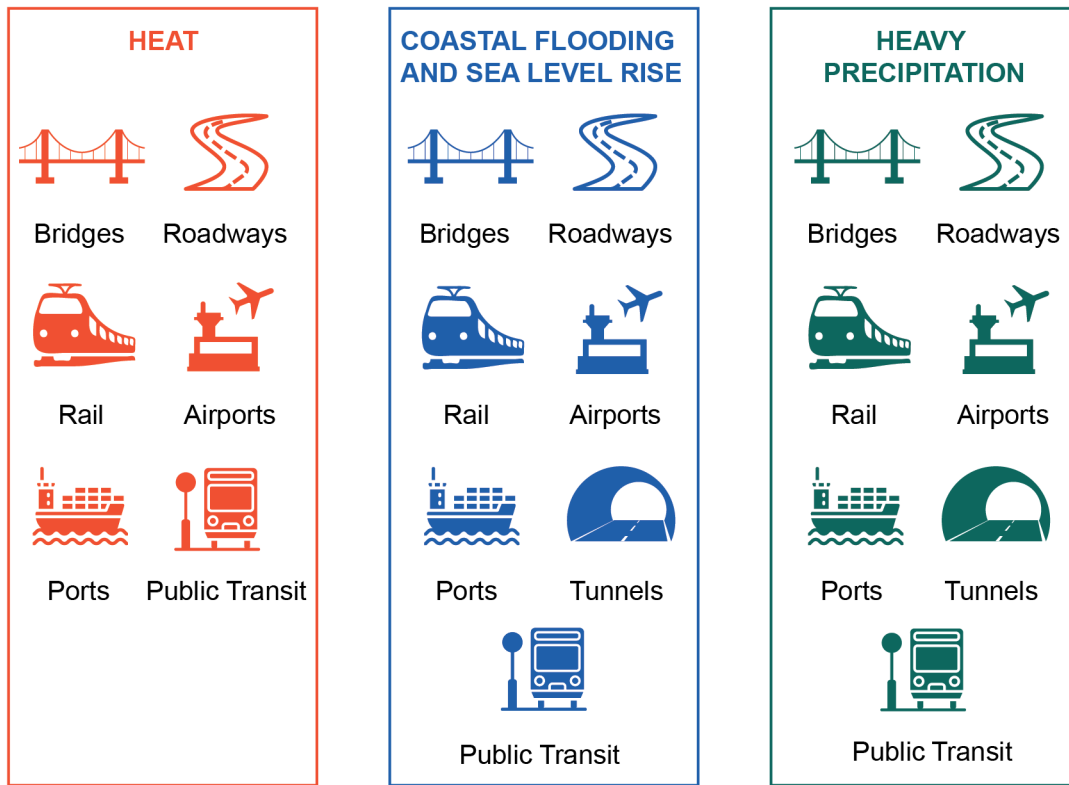 HEAT
Bridges
Roadways
Rail
Airports
Ports
Public Transit
COASTAL FLOODING
AND SEA LEVEL RISE
Bridges
Roadways
Rail
Airports
Ports
Tunnels
Public Transit
HEAVY
PRECIPITATION
Bridges
Roadways
Rail
Airports
Ports
Tunnels
Public Transit